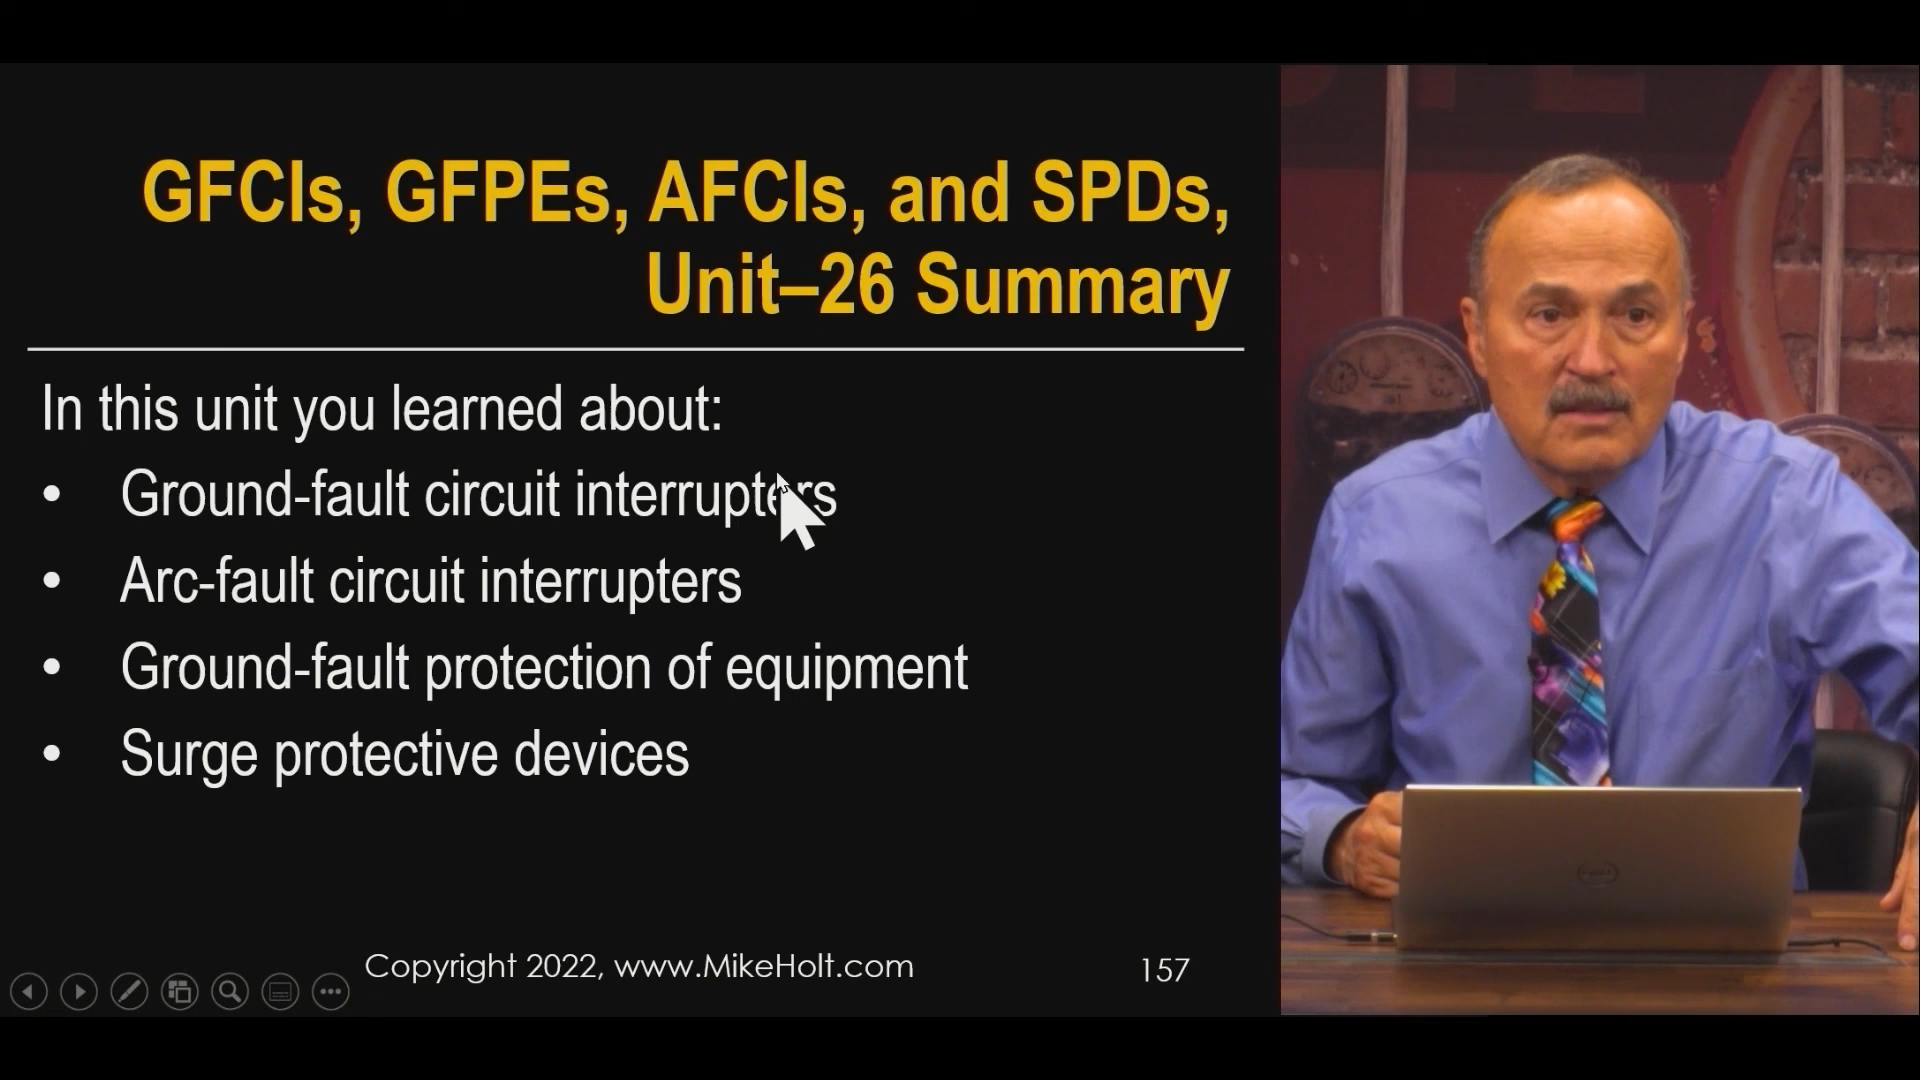 GFCIs, GFPEs, AFCIs, and SPDs,
Unit–26 Summary
In this unit you learned about:
• Ground-fault circuit interrupters
• Arc-fault circuit interrupters
• Ground-fault protection of equipment
• Surge protective devices
Copyright 2022, www.MikeHolt.com
157